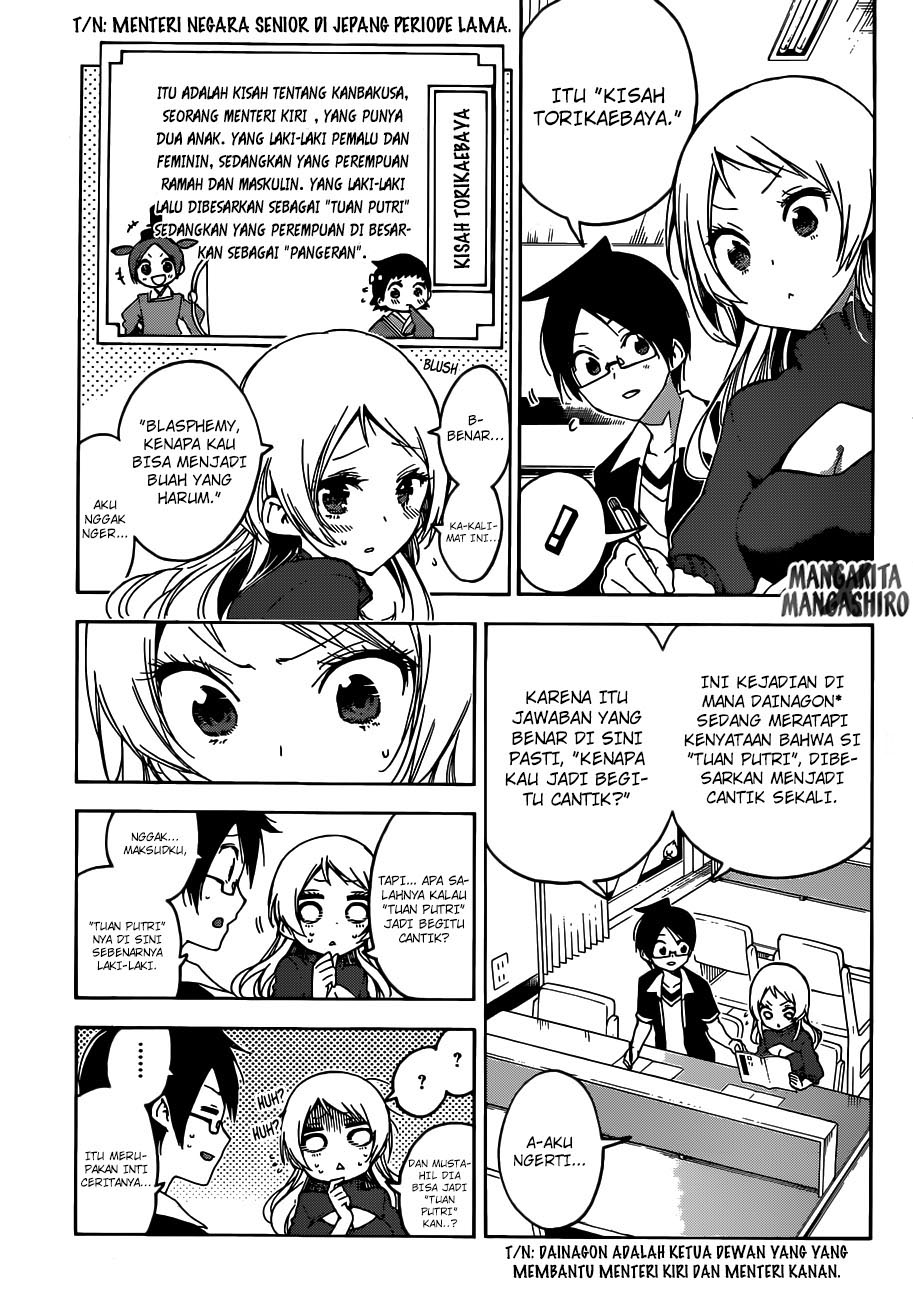 ITU "KISAH
TORIKAEBAYA."
!
T/N: MENTERI NEGARA SENIOR DI JEPANG PERIODE LAMA.
KISAH TORIKAEBAYA
ITU ADALAH KISAH TENTANG KANBAKUSA,
SEORANG MENTERI KIRI , YANG PUNYA
DUA ANAK. YANG LAKI-LAKI PEMALU DAN
FEMININ, SEDANGKAN YANG PEREMPUAN
RAMAH DAN MASKULIN. YANG LAKI-LAKI
LALU DIBESARKAN SEBAGAI "TUAN PUTRI"
SEDANGKAN YANG PEREMPUAN DI BESAR-
KAN SEBAGAI "PANGERAN".
BLUSH
B-
BENAR...
KA-KALI-
MAT INI...
"BLASPHEMY,
KENAPA KAU
BISA MENJADI
BUAH YANG
HARUM."
AKU
NGGAK
NGER...
MANGAKITA
MANGASHIRO
INI KEJADIAN DI
MANA DAINAGON*
SEDANG MERATAPI
KENYATAAN BAHWA SI
"TUAN PUTRI", DIBE-
SARKAN MENJADI
CANTIK SEKALI.
KARENA ITU
JAWABAN YANG
BENAR DI SINI
PASTI, "KENAPA
KAU JADI BEGI-
TU CANTIK?"
A-AKU
NGERTI...
T/N: DAINAGON ADALAH KETUA DEWAN YANG YANG
MEMBANTU MENTERI KIRI DAN MENTERI KANAN.
TAPI... APA SA-
LAHNYA KALAU
"TUAN PUTRI"
JADI BEGITU
CANTIK?
NGGAK...
MAKSUDKU,
"TUAN PUTRI"
NYA DI SINI
SEBENARNYA
LAKI-LAKI.
? ?
HUH?
HUH?
DAN MUSTA-
HIL DIA
BISA JADI
"TUAN
PUTRI"
KAN..?
......
ITU MERU-
PAKAN INTI
CERITANYA...